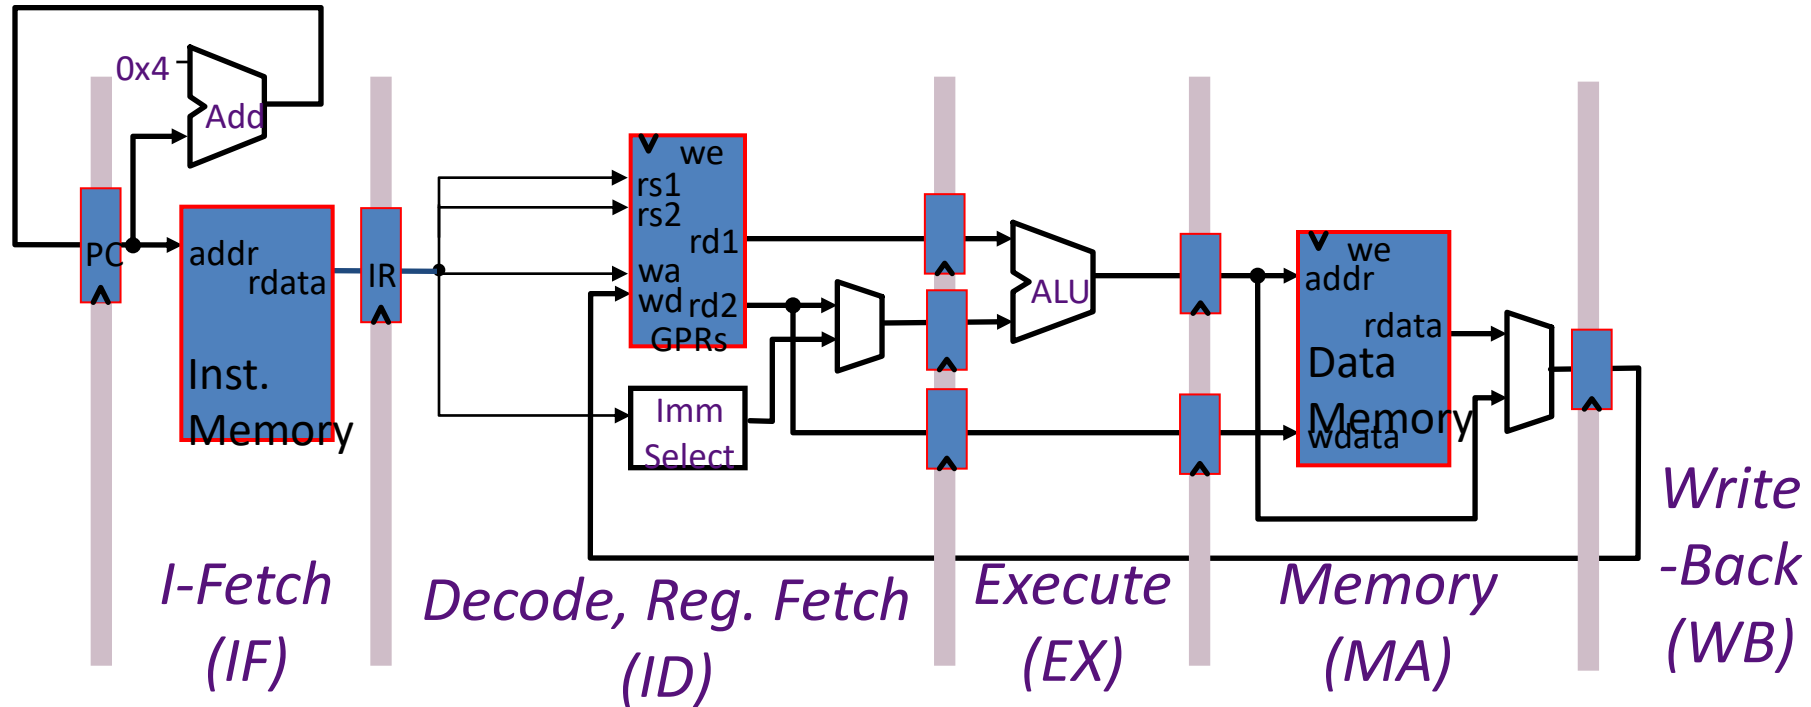 0x4
Add
PC
addr
rdata
Inst.
Memory
IR
we
rs1
rs2
rd1
wa
wd
rd2
GPRs
Imm
Select
ALU
we
addr
rdata
Data
Memory
wdata
I-Fetch
(IF)
Decode, Reg. Fetch
(ID)
Execute
(EX)
Memory
(MA)
Write
-Back
(WB)